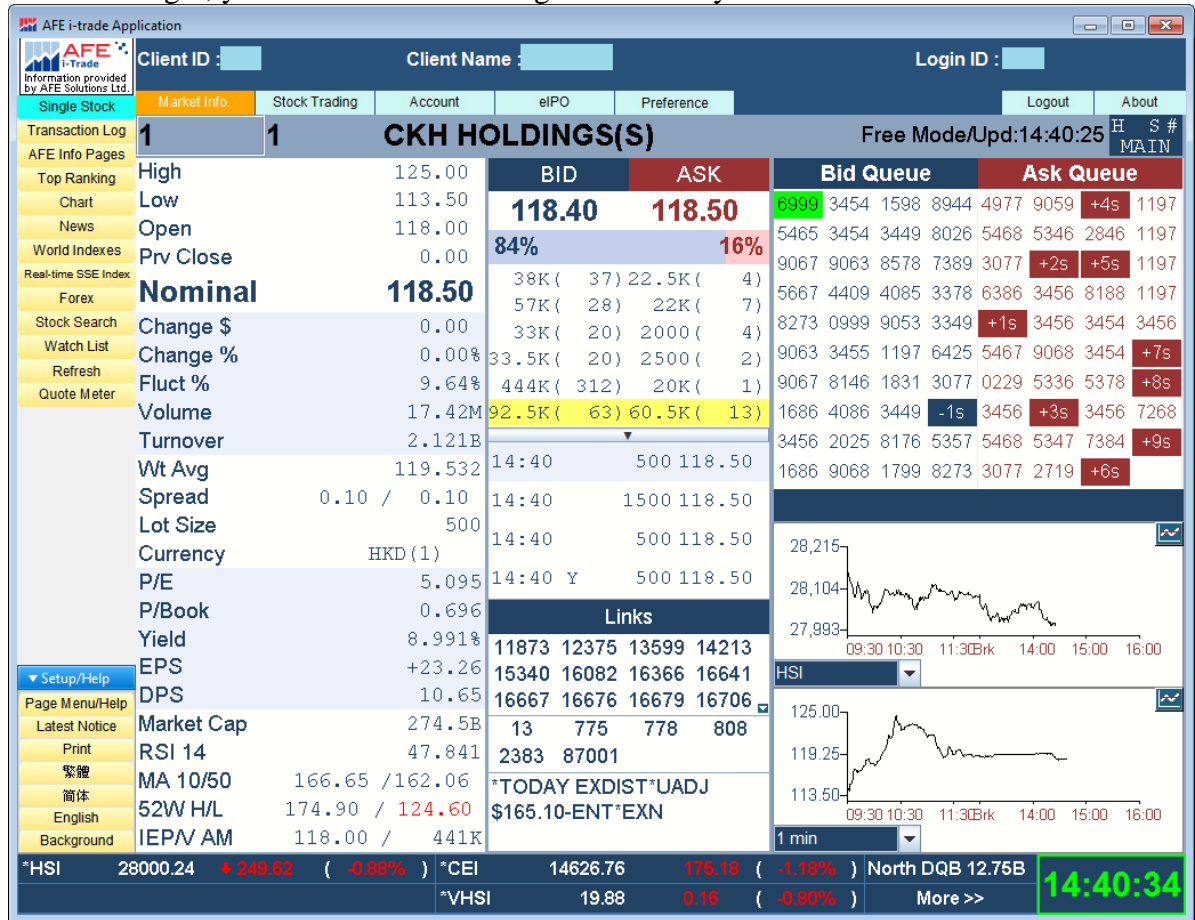 AFE i-trade Application
AFE
i-Trade
Information provided
by AFE Solutions Ltd.
Client ID :
Client Name :
Login ID :
Market Info. Stock Trading Account eIPO Preference Logout About
Single Stock
Transaction Log
AFE Info Pages
Top Ranking
Chart
News
World Indexes
Real-time SSE Index
Forex
Stock Search
Watch List
Refresh
Quote Meter
▼ Setup/Help
Page Menu/Help
Latest Notice
Print
繁體
简体
English
Background
1 1 CKH HOLDINGS(S) Free Mode/Upd:14:40:25 H S #
MAIN
High 125.00
Low 113.50
Open 118.00
Prv Close 0.00
Nominal 118.50
Change $ 0.00
Change % 0.00%
Fluct % 9.64%
Volume 17.42M
Turnover 2.121B
Wt Avg 119.532
Spread 0.10 / 0.10
Lot Size 500
Currency HKD(1)
P/E 5.095
P/Book 0.696
Yield 8.991%
EPS +23.26
DPS 10.65
Market Cap 274.5B
RSI 14 47.841
MA 10/50 166.65 /162.06
52W H/L 174.90 / 124.60
IEP/V AM 118.00 / 441K
BID ASK
118.40 118.50
84% 16%
38K( 37) 22.5K( 4)
57K( 28) 22K( 7)
33K( 20) 2000( 4)
33.5K( 20) 2500( 2)
444K( 312) 20K( 1)
92.5K( 63) 60.5K( 13)
14:40 500 118.50
14:40 1500 118.50
14:40 500 118.50
14:40 Y 500 118.50
Links
11873 12375 13599 14213
15340 16082 16366 16641
16667 16676 16679 16706
13 775 778 808
2383 87001
*TODAY EXDIST*UADJ
$165.10-ENT*EXN
Bid Queue Ask Queue
6999 3454 1598 8944 4977 9059 +4s 1197
5465 3454 3449 8026 5468 5346 2846 1197
9067 9063 8578 7389 3077 +2s +5s 1197
5667 4409 4085 3378 6386 3456 8188 1197
8273 0999 9053 3349 +1s 3456 3454 3456
9063 3455 1197 6425 5467 9068 3454 +7s
9067 8146 1831 3077 0229 5336 5378 +8s
1686 4086 3449 -1s 3456 +3s 3456 7268
3456 2025 8176 5357 5468 5347 7384 +9s
1686 9068 1799 8273 3077 2719 +6s
28,215
28,104
27,993
09:30 10:30 11:30 Brk 14:00 15:00 16:00
HSI
125.00
119.25
113.50
09:30 10:30 11:30 Brk 14:00 15:00 16:00
1 min
*HSI 28000.24 249.62 ( -0.88% ) *CEI 14626.76 175.18 ( -1.18% ) North DQB 12.75B
*VHSI 19.88 0.16 ( -0.80% ) More >>
14:40:34